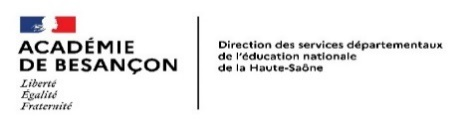 ACADÉMIE
DE BESANÇON
Liberté
Égalité
Fraternité
Direction des services départementaux
de l'éducation nationale
de la Haute-Saône